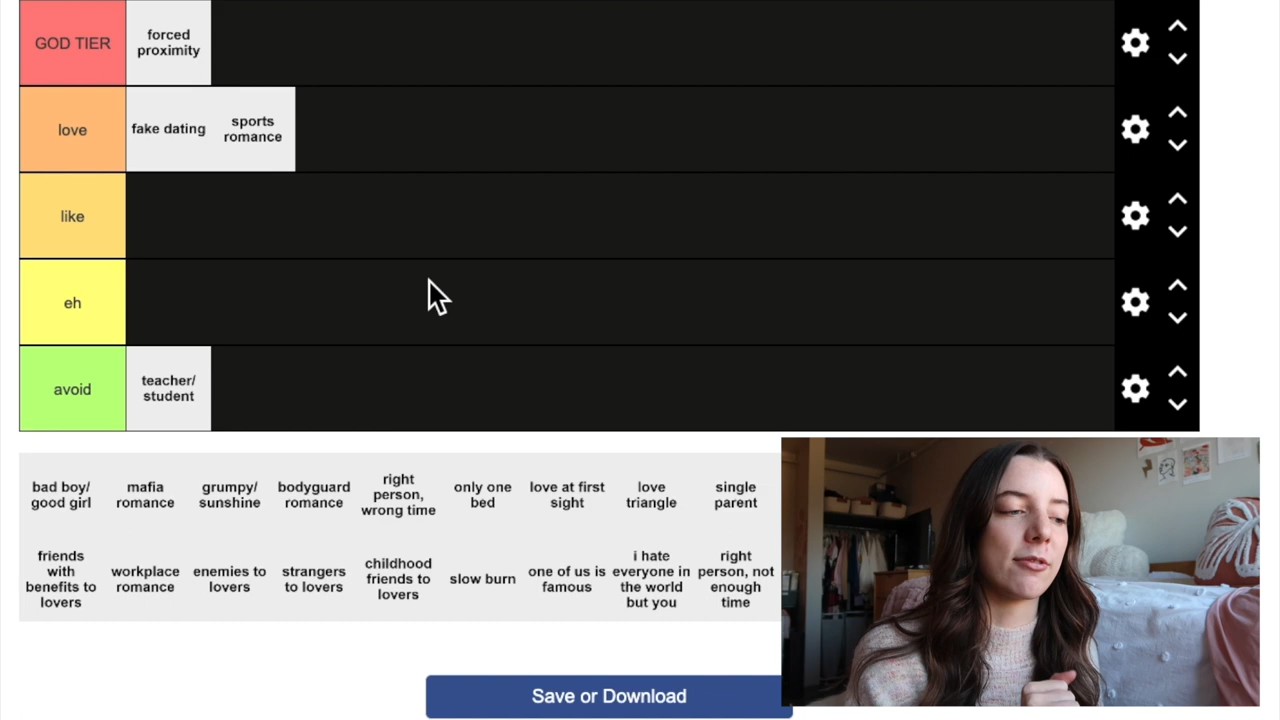 GOD TIER
forced
proximity
love
fake dating
sports
romance
like
eh
avoid
teacher/
student
bad boy/
good girl
mafia
romance
grumpy/
sunshine
bodyguard
romance
right
person,
wrong time
only one
bed
love at first
sight
love
triangle
single
parent
friends
with
benefits to
lovers
workplace
romance
enemies to
lovers
strangers
to lovers
childhood
friends to
lovers
slow burn
one of us is
famous
i hate
everyone in
the world
but you
right
person, not
enough
time
Save or Download